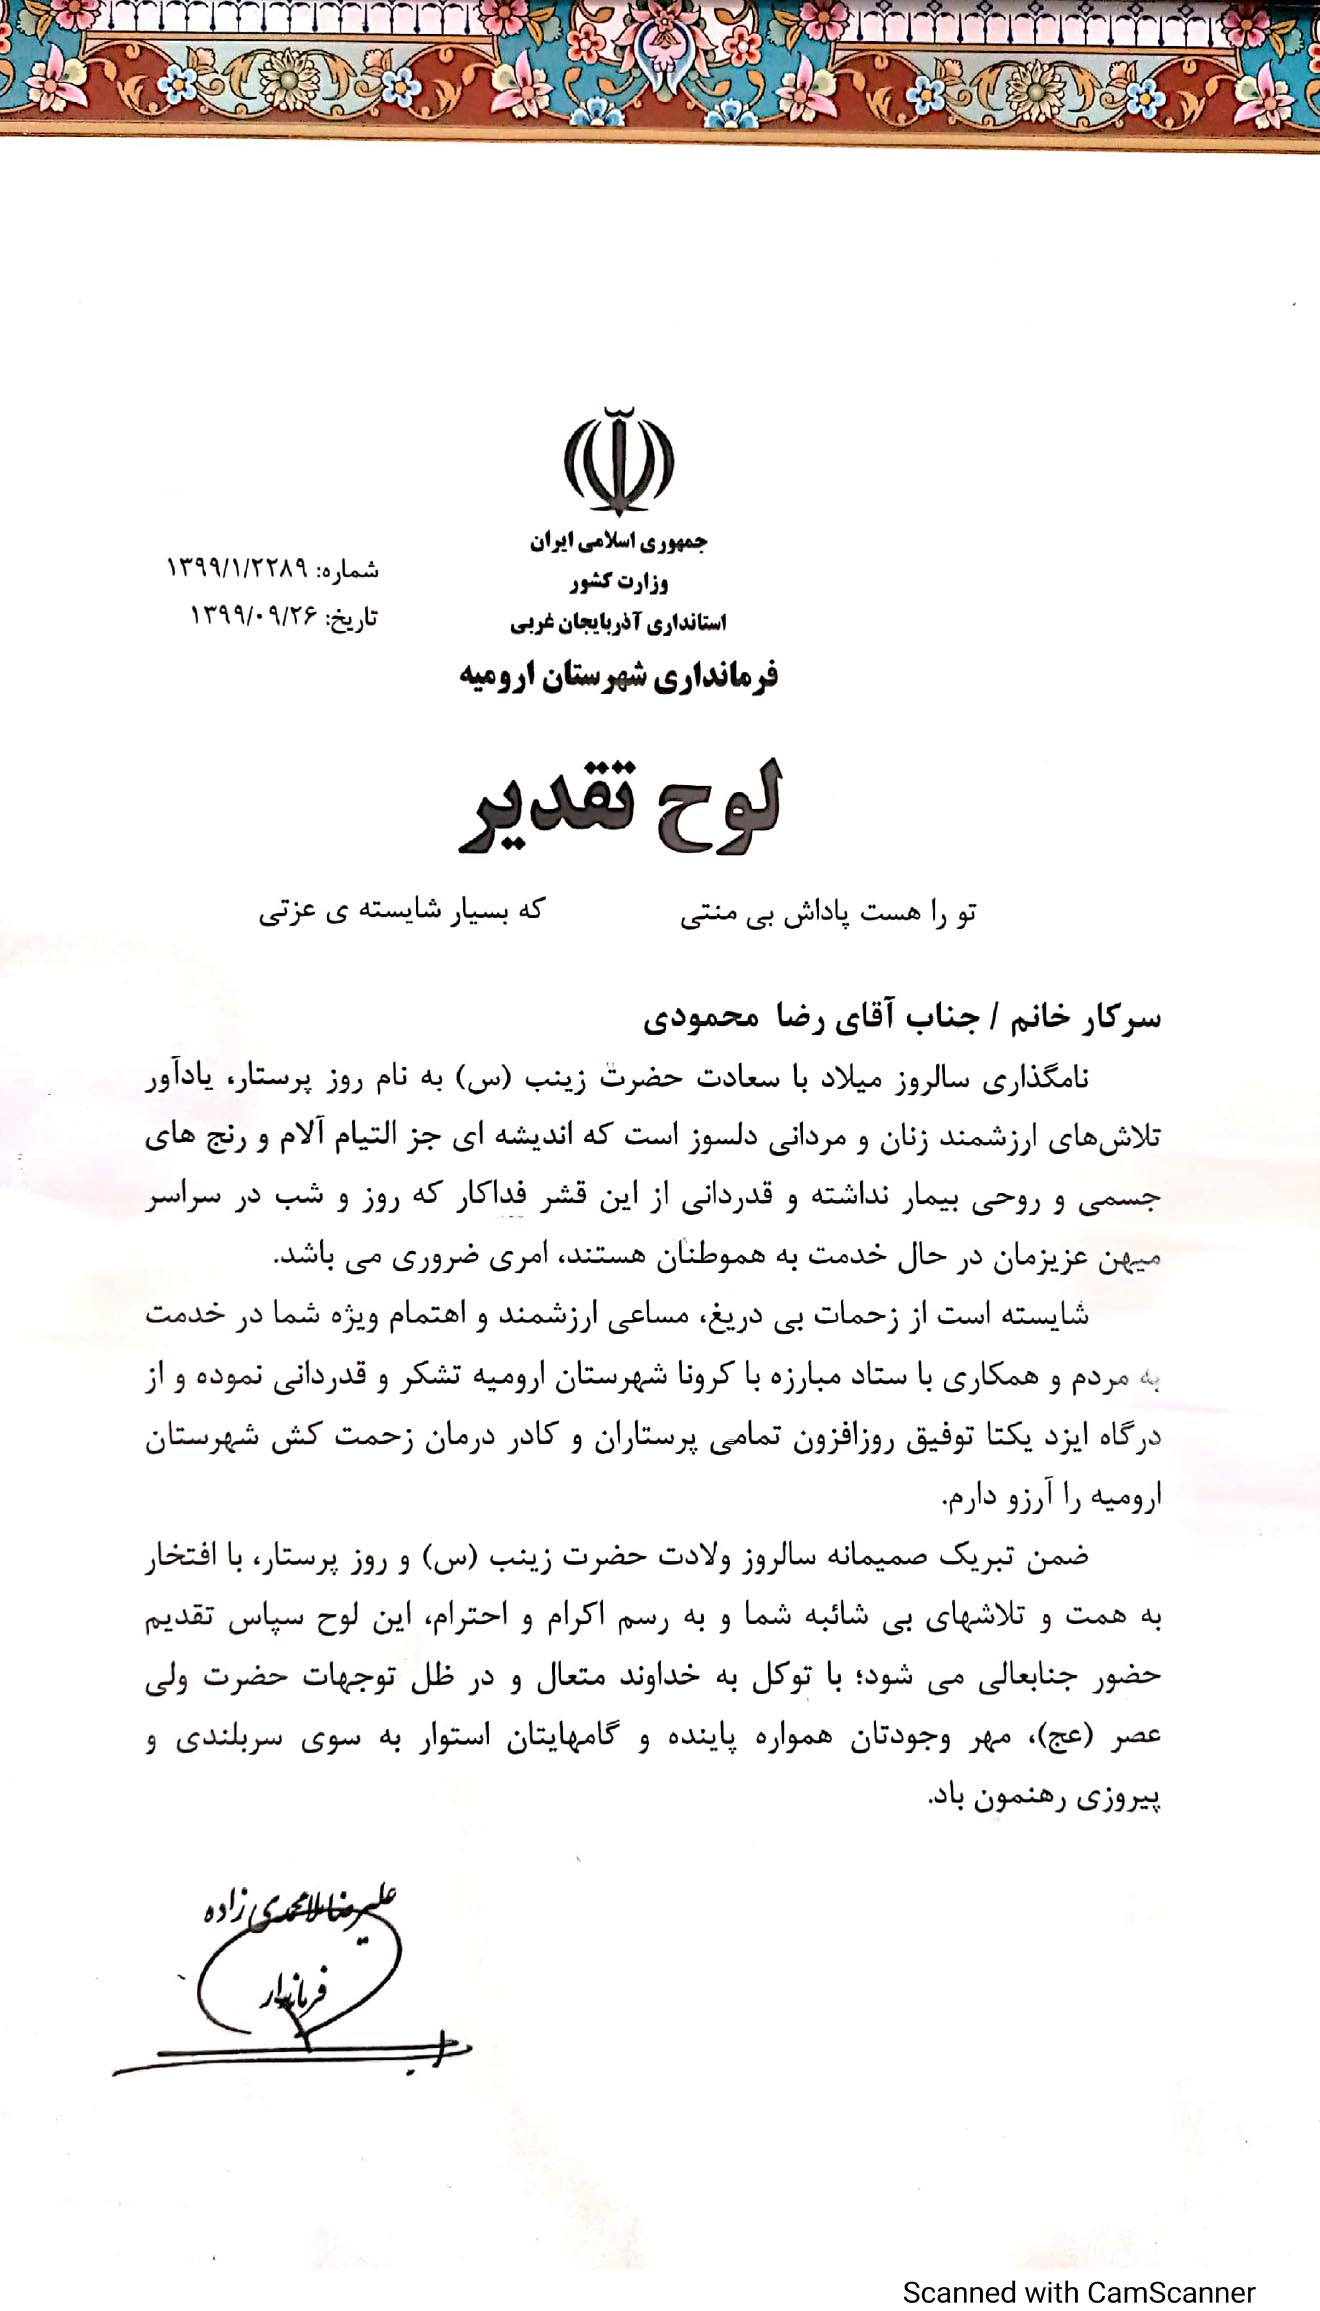 جمهوری اسلامی ایران
وزارت کشور
استانداری آذربایجان غربی
فرمانداری شهرستان ارومیه
شماره: ۱۳۹۹/۱/۲۲۸۹
تاریخ: ۱۳۹۹/۰۹/۲۶
لوح تقدیر
تو را هست پاداش بی منتی که بسیار شایسته ی عزتی
سرکار خانم / جناب آقای رضا محمودی
نامگذاری سالروز میلاد با سعادت حضرت زینب (س) به نام روز پرستار، یادآور
تلاش‌های ارزشمند زنان و مردانی دلسوز است که اندیشه ای جز التیام آلام و رنج های
جسمی و روحی بیمار نداشته و قدردانی از این قشر فداکار که روز و شب در سراسر
میهن عزیزمان در حال خدمت به هموطنان هستند، امری ضروری می باشد.
شایسته است از زحمات بی دریغ، مساعی ارزشمند و اهتمام ویژه شما در خدمت
به مردم و همکاری با ستاد مبارزه با کرونا شهرستان ارومیه تشکر و قدردانی نموده و از
درگاه ایزد یکتا توفیق روزافزون تمامی پرستاران و کادر درمان زحمت کش شهرستان
ارومیه را آرزو دارم.
ضمن تبریک صمیمانه سالروز ولادت حضرت زینب (س) و روز پرستار، با افتخار
به همت و تلاشهای بی شائبه شما و به رسم اکرام و احترام، این لوح سپاس تقدیم
حضور جنابعالی می شود؛ با توکل به خداوند متعال و در ظل توجهات حضرت ولی
عصر (عج)، مهر وجودتان همواره پاینده و گامهایتان استوار به سوی سربلندی و
پیروزی رهنمون باد.
علیرضا ملامحمدی زاده
فرماندار
Scanned with CamScanner